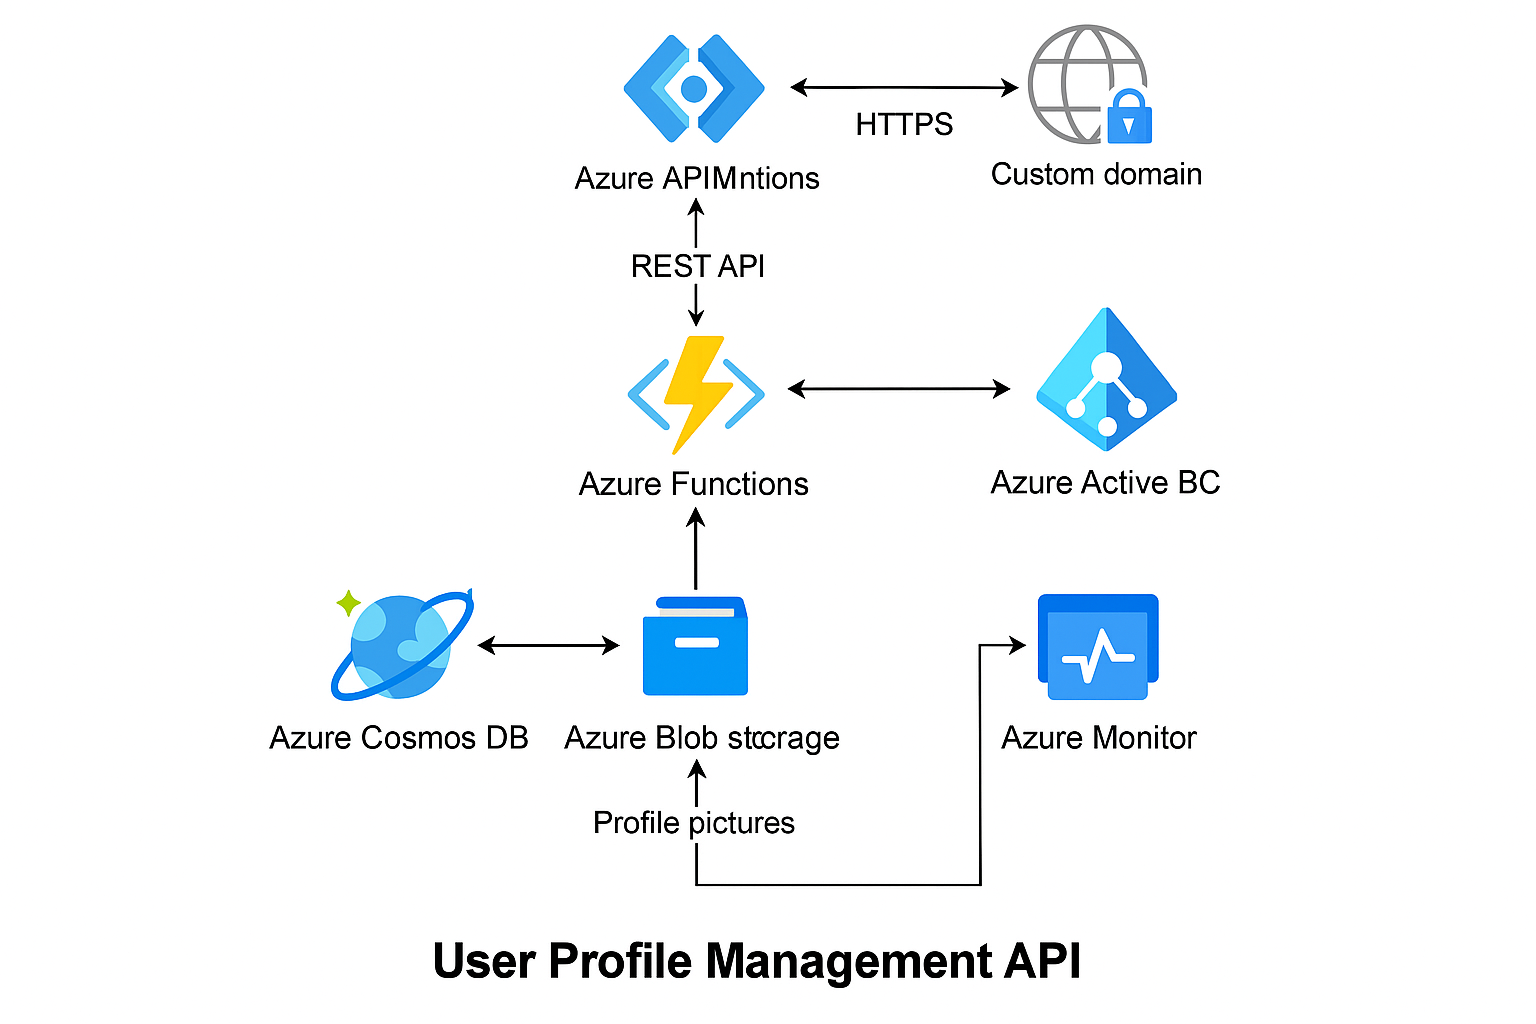 HTTPS
Azure APIMntions
Custom domain
REST API
Azure Functions
Azure Active BC
Azure Cosmos DB
Azure Blob stcrage
Azure Monitor
Profile pictures
User Profile Management API